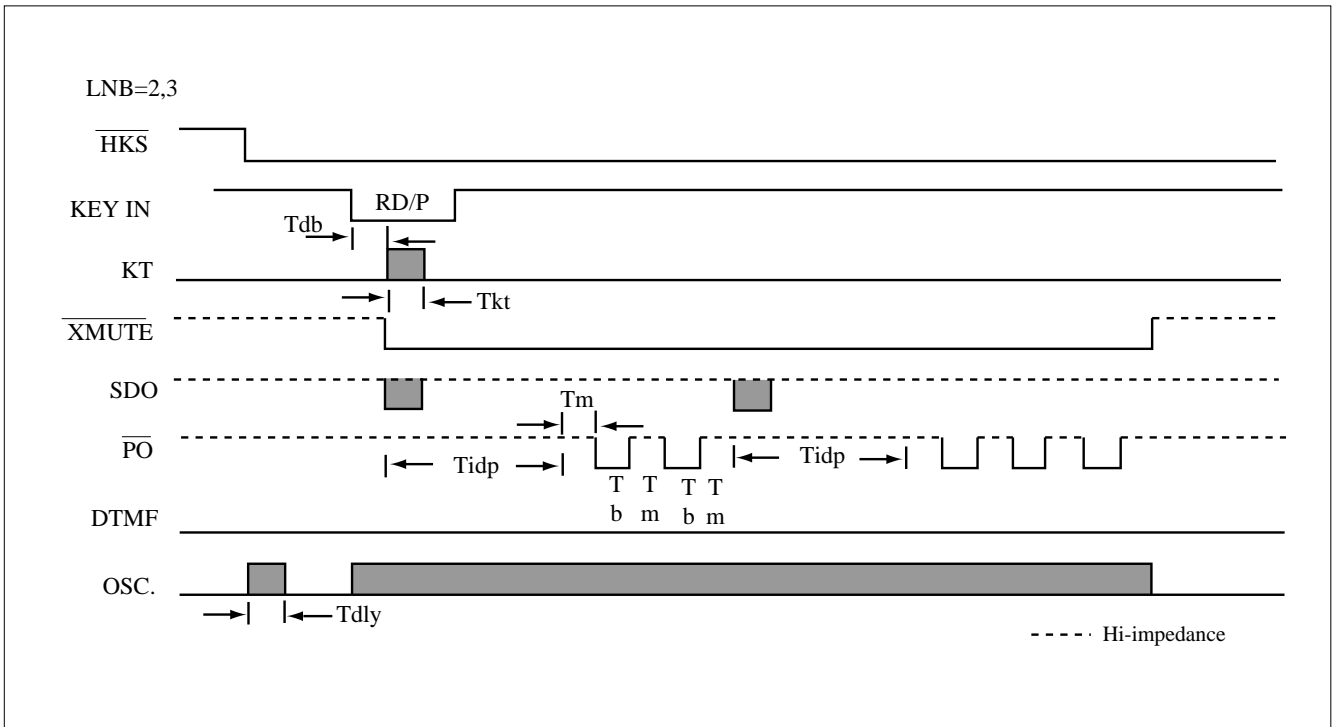 LNB=2,3
HKS
KEY IN
RD/P
Tdb
KT
Tkt
XMUTE
SDO
Tm
PO
Tidp
Tidp
T T T T
b m b m
DTMF
OSC.
Tdly
Hi-impedance